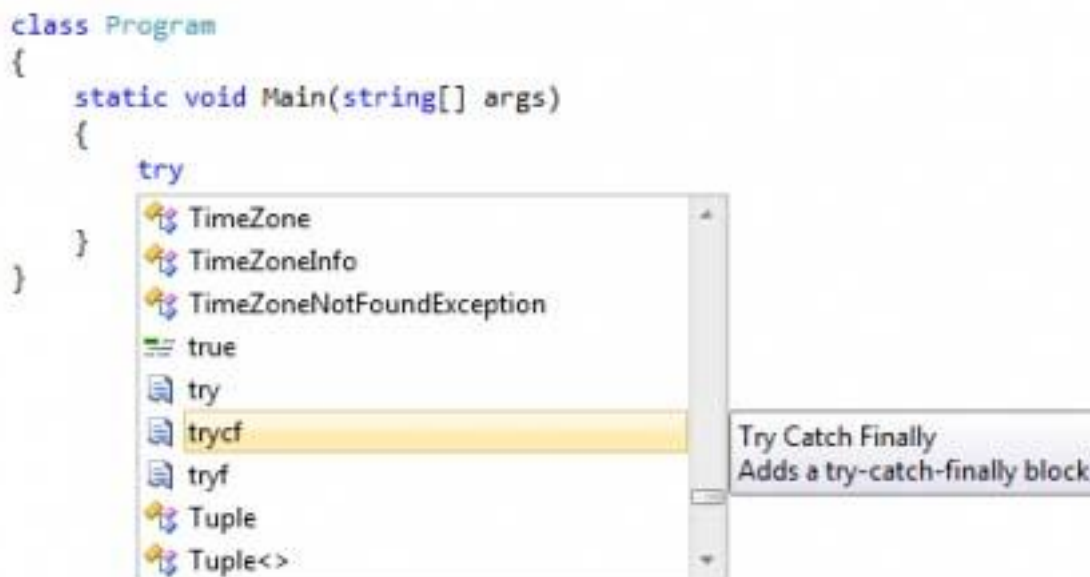 class Program
{
static void Main(string[] args)
{
try
TimeZone
}
TimeZoneInfo
}
TimeZoneNotFoundException
true
try
trycf
Try Catch Finally
Adds a try-catch-finally block
tryf
Tuple
Tuple<>